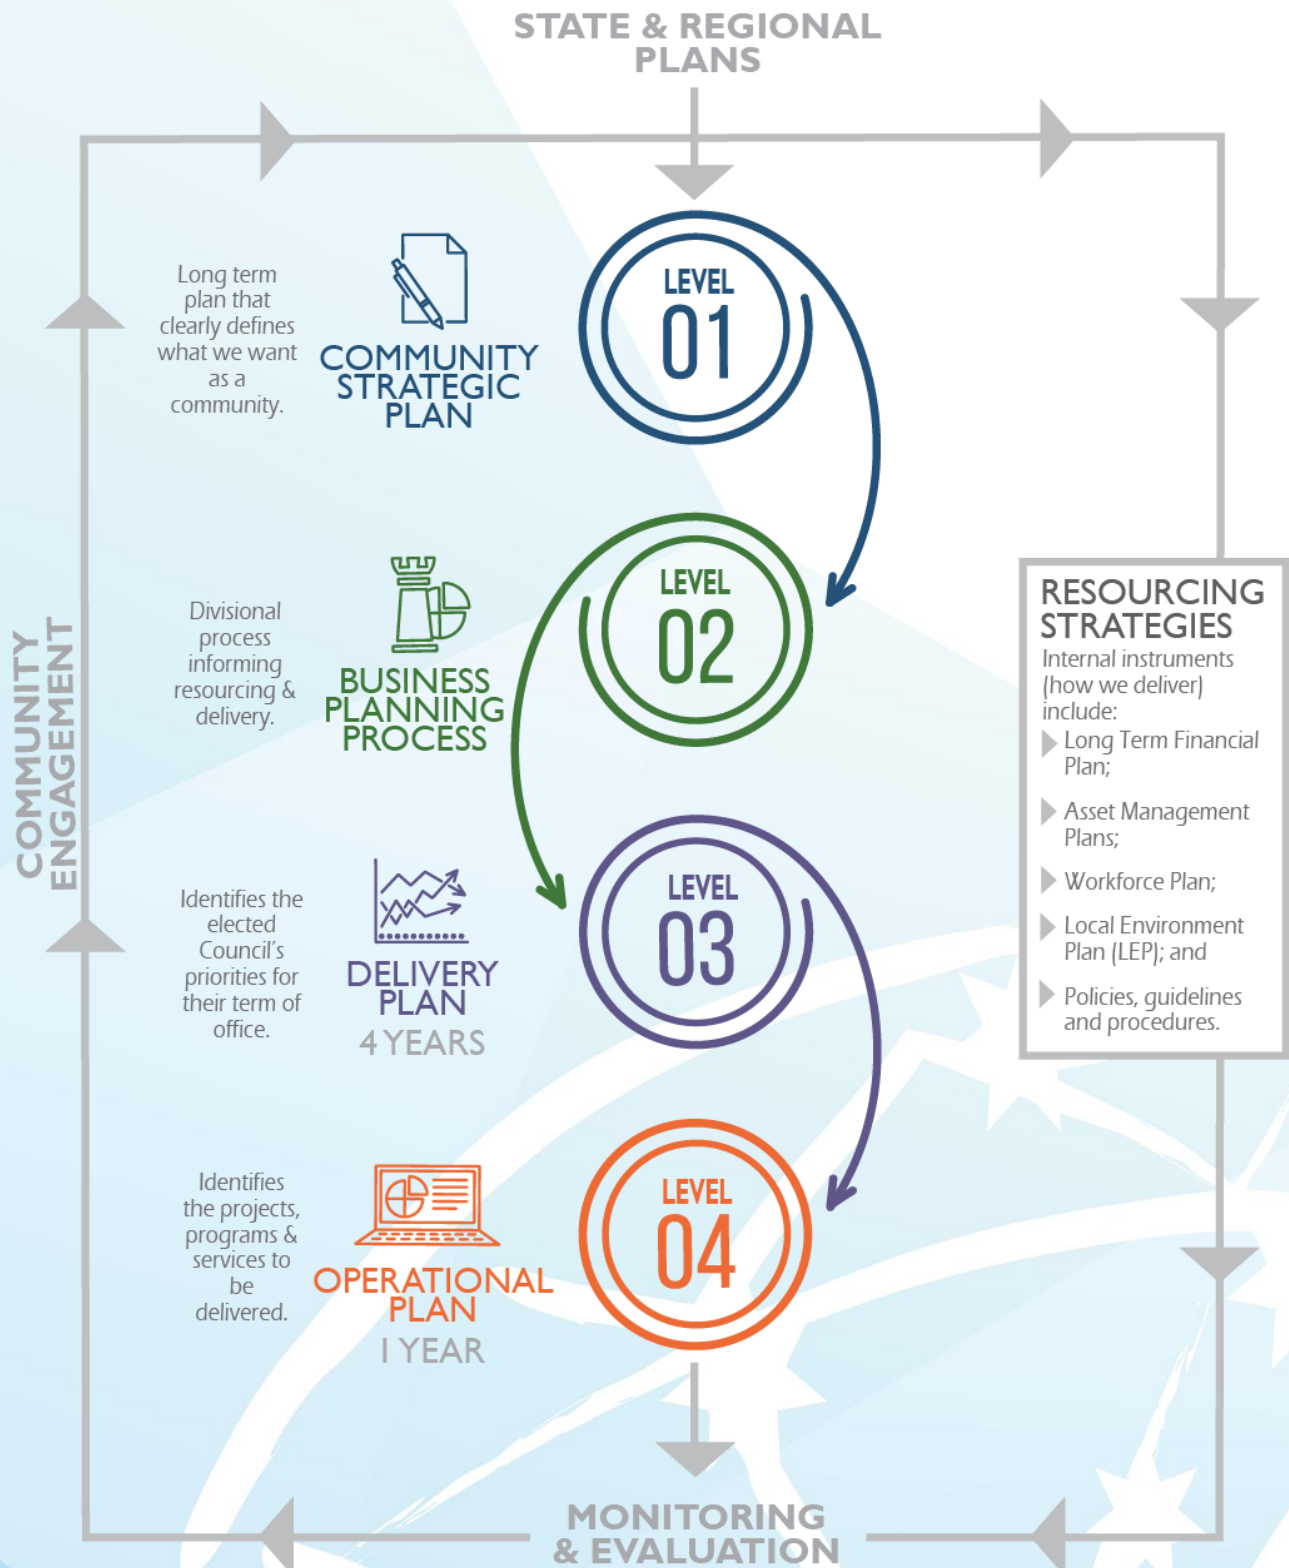 STATE & REGIONAL
PLANS
LEVEL
01
Long term
plan that
clearly defines
what we want
as a
community.
COMMUNITY
STRATEGIC
PLAN
LEVEL
02
Divisional
process
informing
resourcing &
delivery.
BUSINESS
PLANNING
PROCESS
COMMUNITY
ENGAGEMENT
RESOURCING
STRATEGIES
Internal instruments
(how we deliver)
include:
Long Term Financial
Plan;
Asset Management
Plans;
Workforce Plan;
Local Environment
Plan (LEP); and
Policies, guidelines
and procedures.
LEVEL
03
Identifies the
elected
Council’s
priorities for
their term of
office.
DELIVERY
PLAN
4 YEARS
LEVEL
04
Identifies
the projects,
programs &
services to
be
delivered.
OPERATIONAL
PLAN
1 YEAR
MONITORING
& EVALUATION